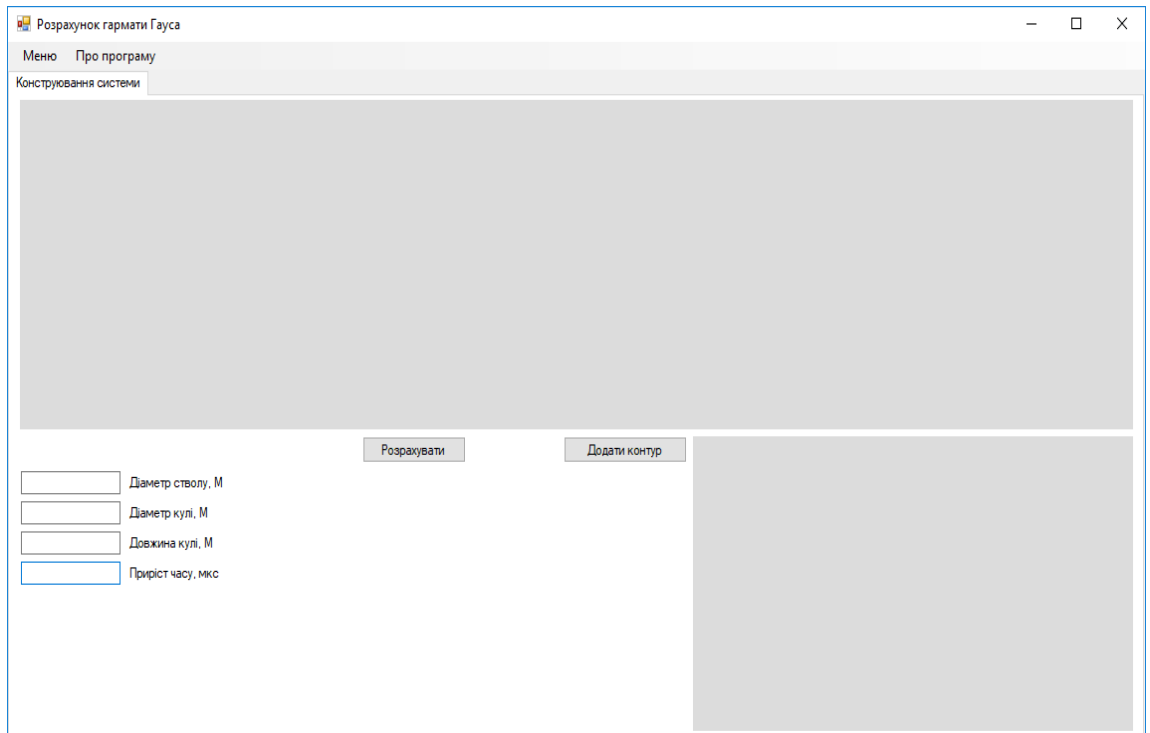 Розрахунок гармати Гауса
Меню Про програму
Конструювання системи
Розрахувати Додати контур
Діаметр стволу, М
Діаметр кулі, М
Довжина кулі, М
Приріст часу, мкс